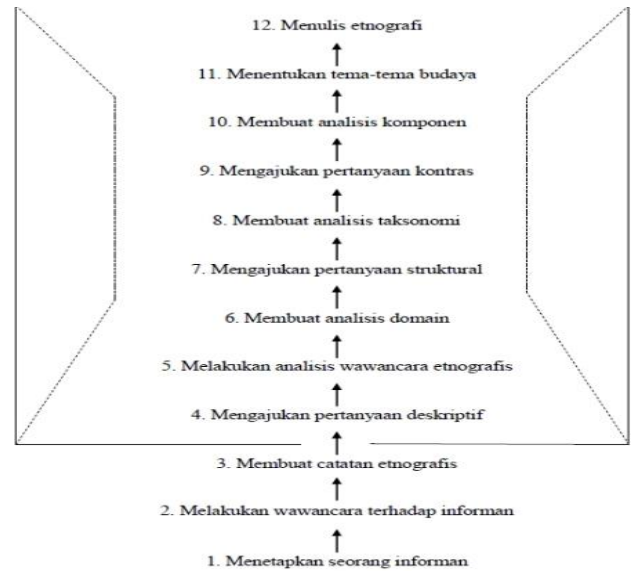 12. Menulis etnografi
11. Menentukan tema-tema budaya
10. Membuat analisis komponen
9. Mengajukan pertanyaan kontras
8. Membuat analisis taksonomi
7. Mengajukan pertanyaan struktural
6. Membuat analisis domain
5. Melakukan analisis wawancara etnografis
4. Mengajukan pertanyaan deskriptif
3. Membuat catatan etnografis
2. Melakukan wawancara terhadap informan
1. Menetapkan seorang informan